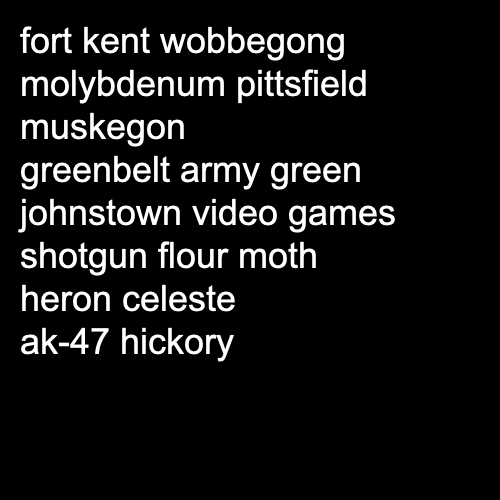 fort kent wobbegong
molybdenum pittsfield
muskegon
greenbelt army green
johnstown video games
shotgun flour moth
heron celeste
ak-47 hickory